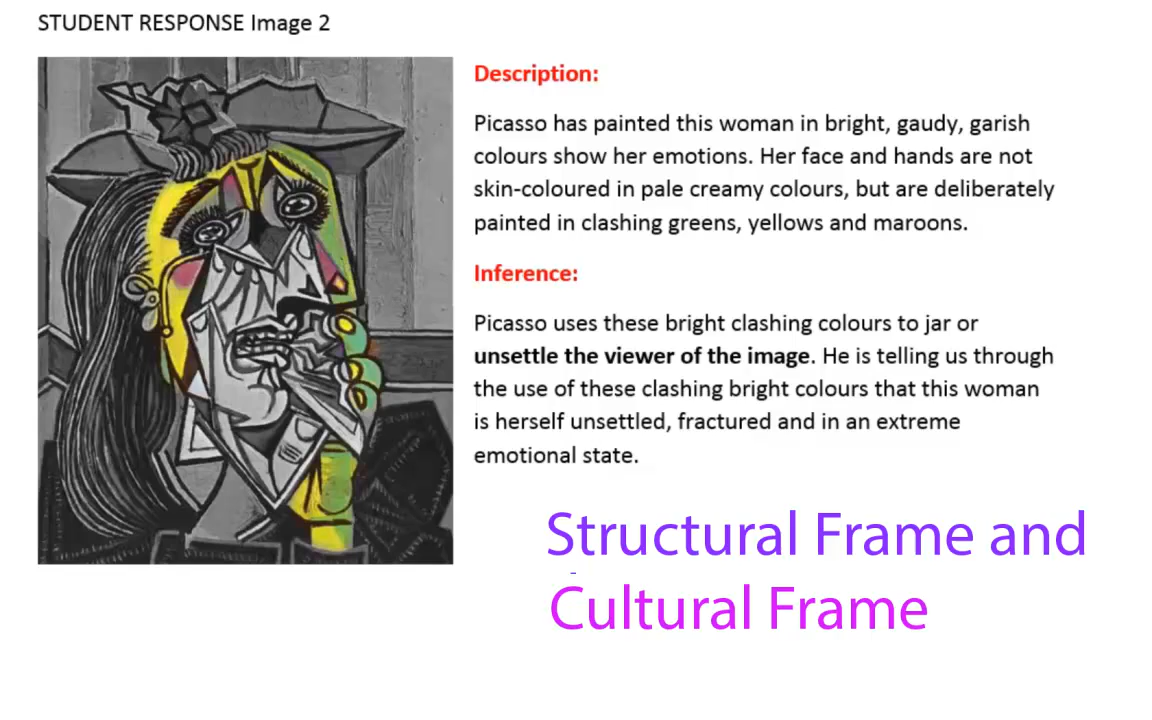 STUDENT RESPONSE Image 2
Description:
Picasso has painted this woman in bright, gaudy, garish
colours show her emotions. Her face and hands are not
skin-coloured in pale creamy colours, but are deliberately
painted in clashing greens, yellows and maroons.
Inference:
Picasso uses these bright clashing colours to jar or
unsettle the viewer of the image. He is telling us through
the use of these clashing bright colours that this woman
is herself unsettled, fractured and in an extreme
emotional state.
Structural Frame and
Cultural Frame